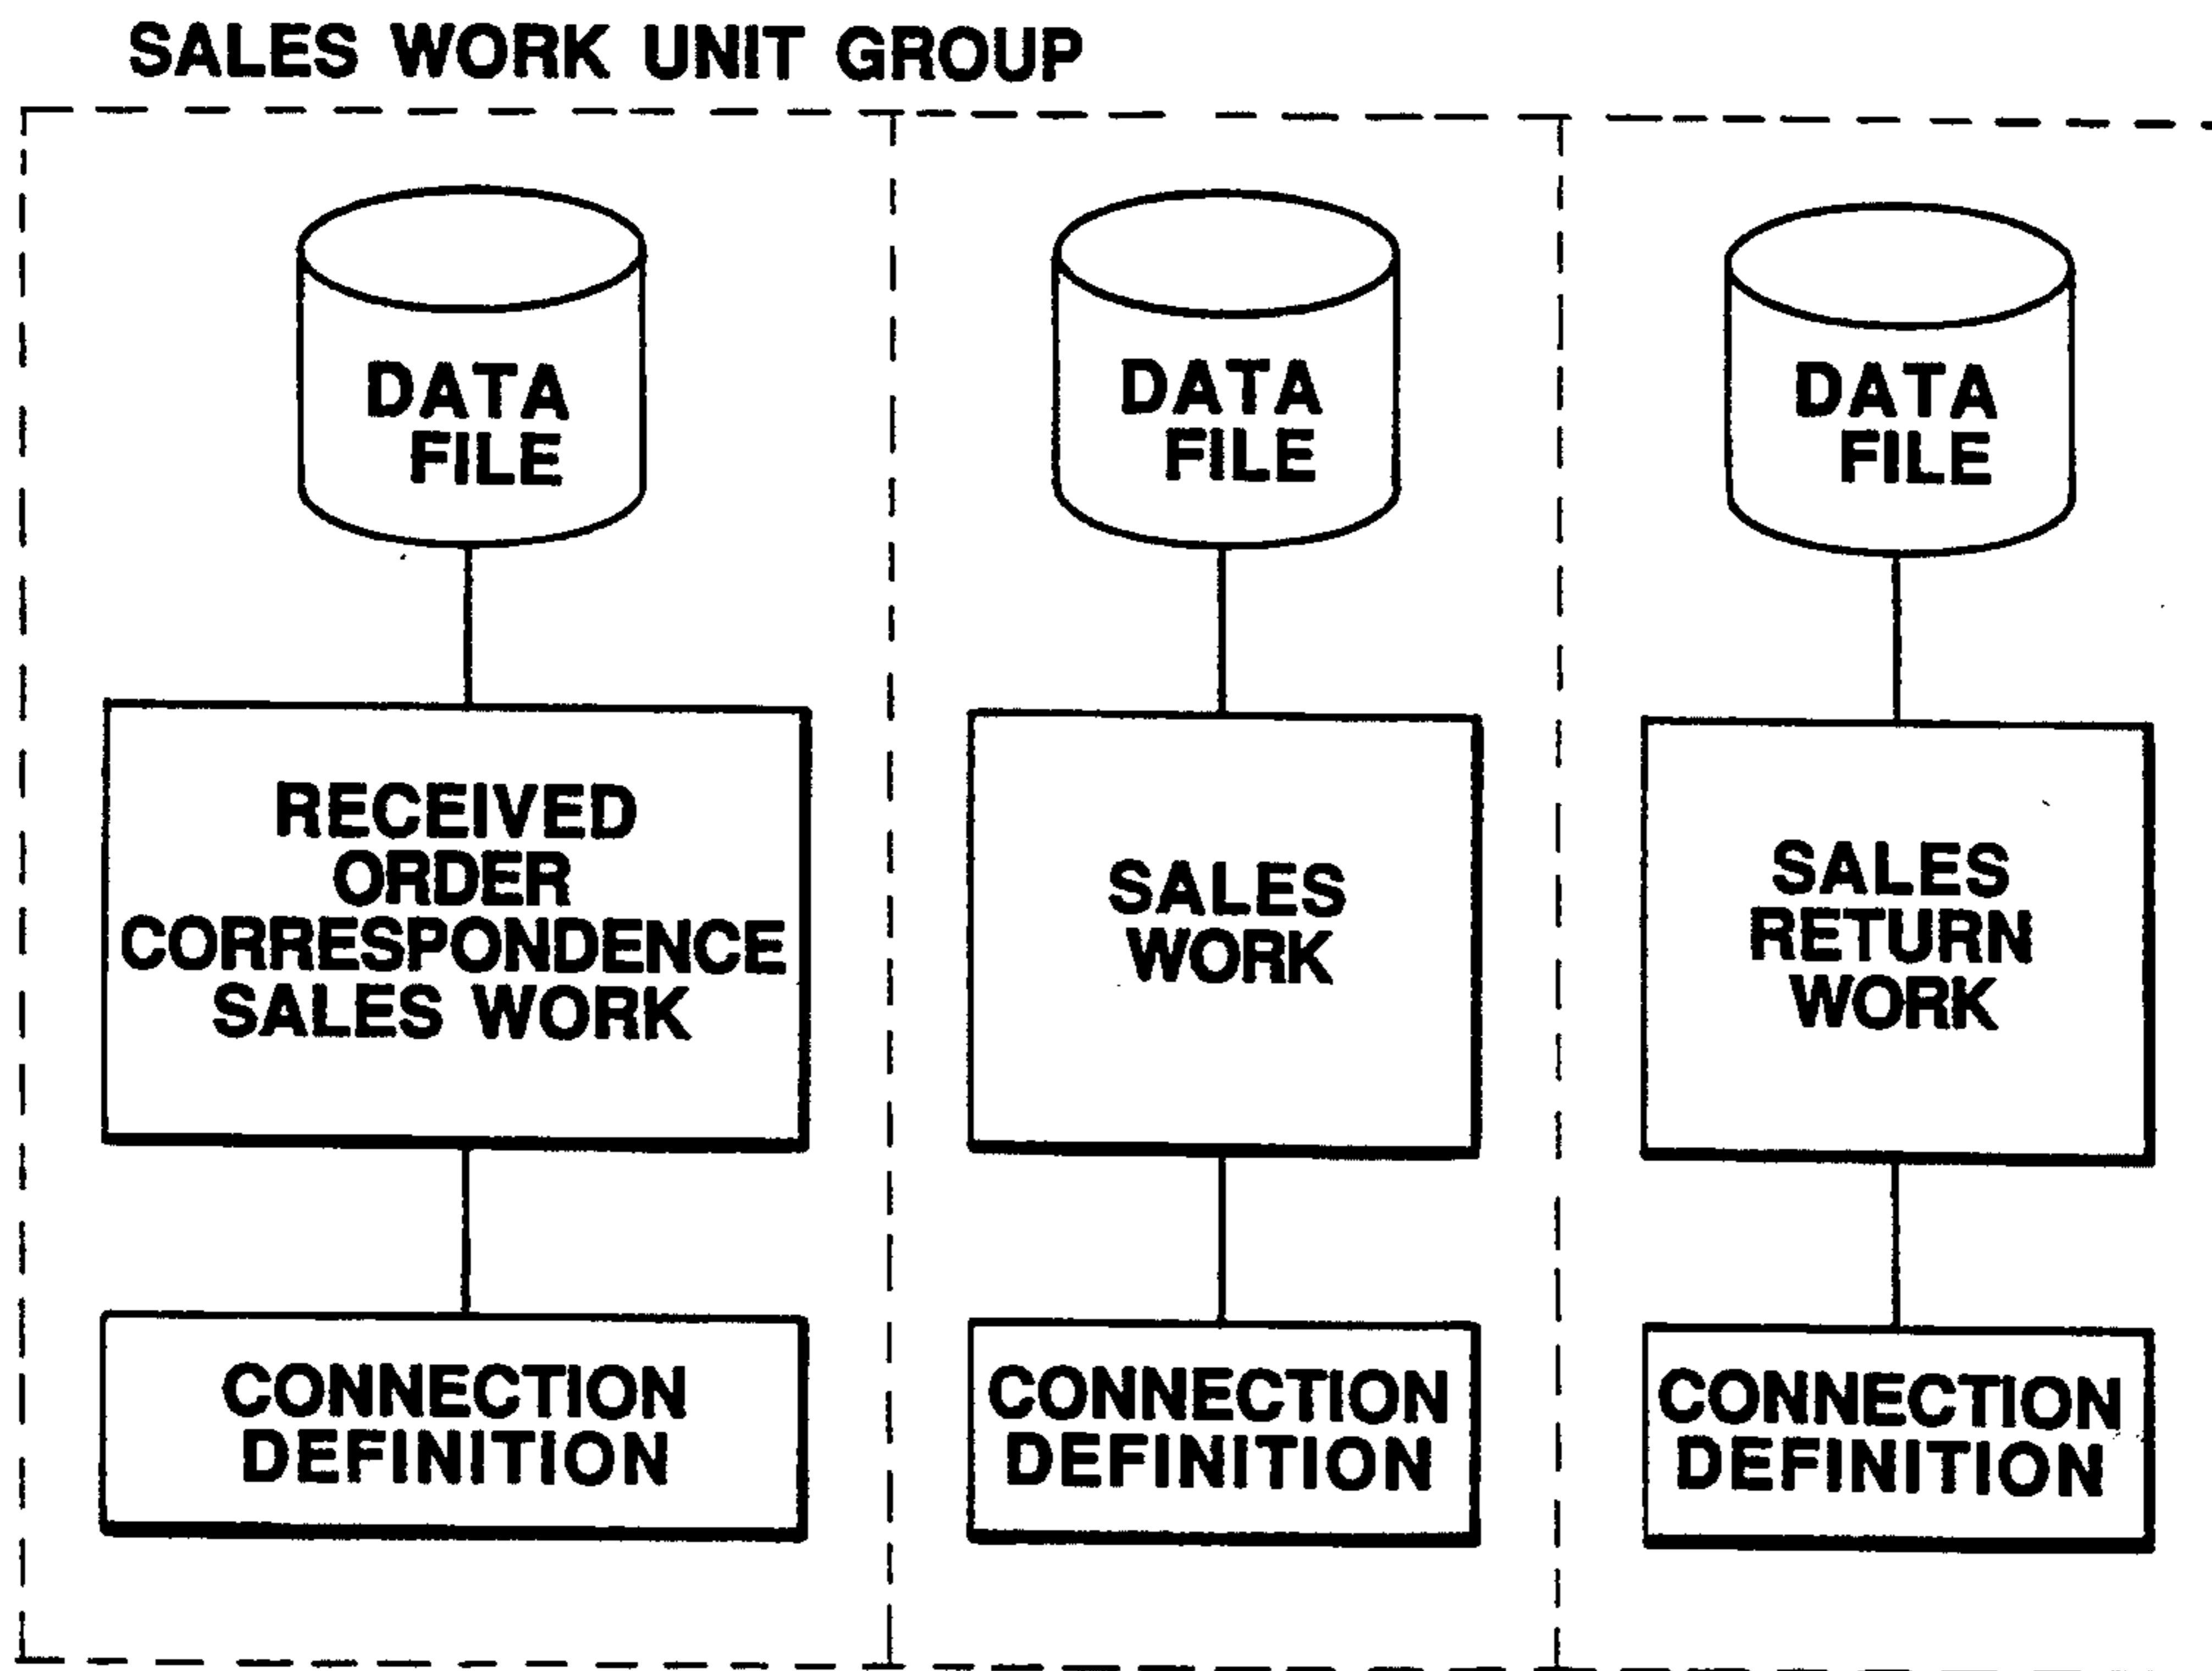 SALES WORK UNIT GROUP
DATA
FILE
RECEIVED
ORDER
CORRESPONDENCE
SALES WORK
CONNECTION
DEFINITION
DATA
FILE
SALES
WORK
CONNECTION
DEFINITION
DATA
FILE
SALES
RETURN
WORK
CONNECTION
DEFINITION